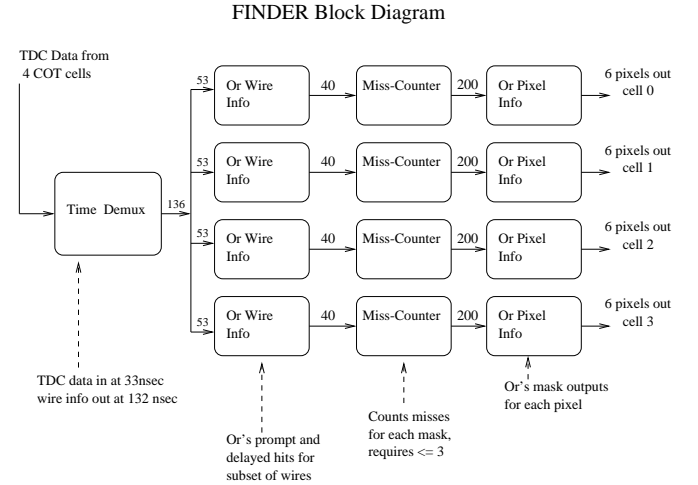 FINDER Block Diagram
TDC Data from
4 COT cells
53
Or Wire
Info
40
Miss-Counter
200
Or Pixel
Info
6 pixels out
cell 0
53
Or Wire
Info
40
Miss-Counter
200
Or Pixel
Info
6 pixels out
cell 1
Time Demux
136
53
Or Wire
Info
40
Miss-Counter
200
Or Pixel
Info
6 pixels out
cell 2
53
Or Wire
Info
40
Miss-Counter
200
Or Pixel
Info
6 pixels out
cell 3
TDC data in at 33nsec
wire info out at 132 nsec
Or's prompt and
delayed hits for
subset of wires
Counts misses
for each mask,
requires <= 3
Or's mask outputs
for each pixel